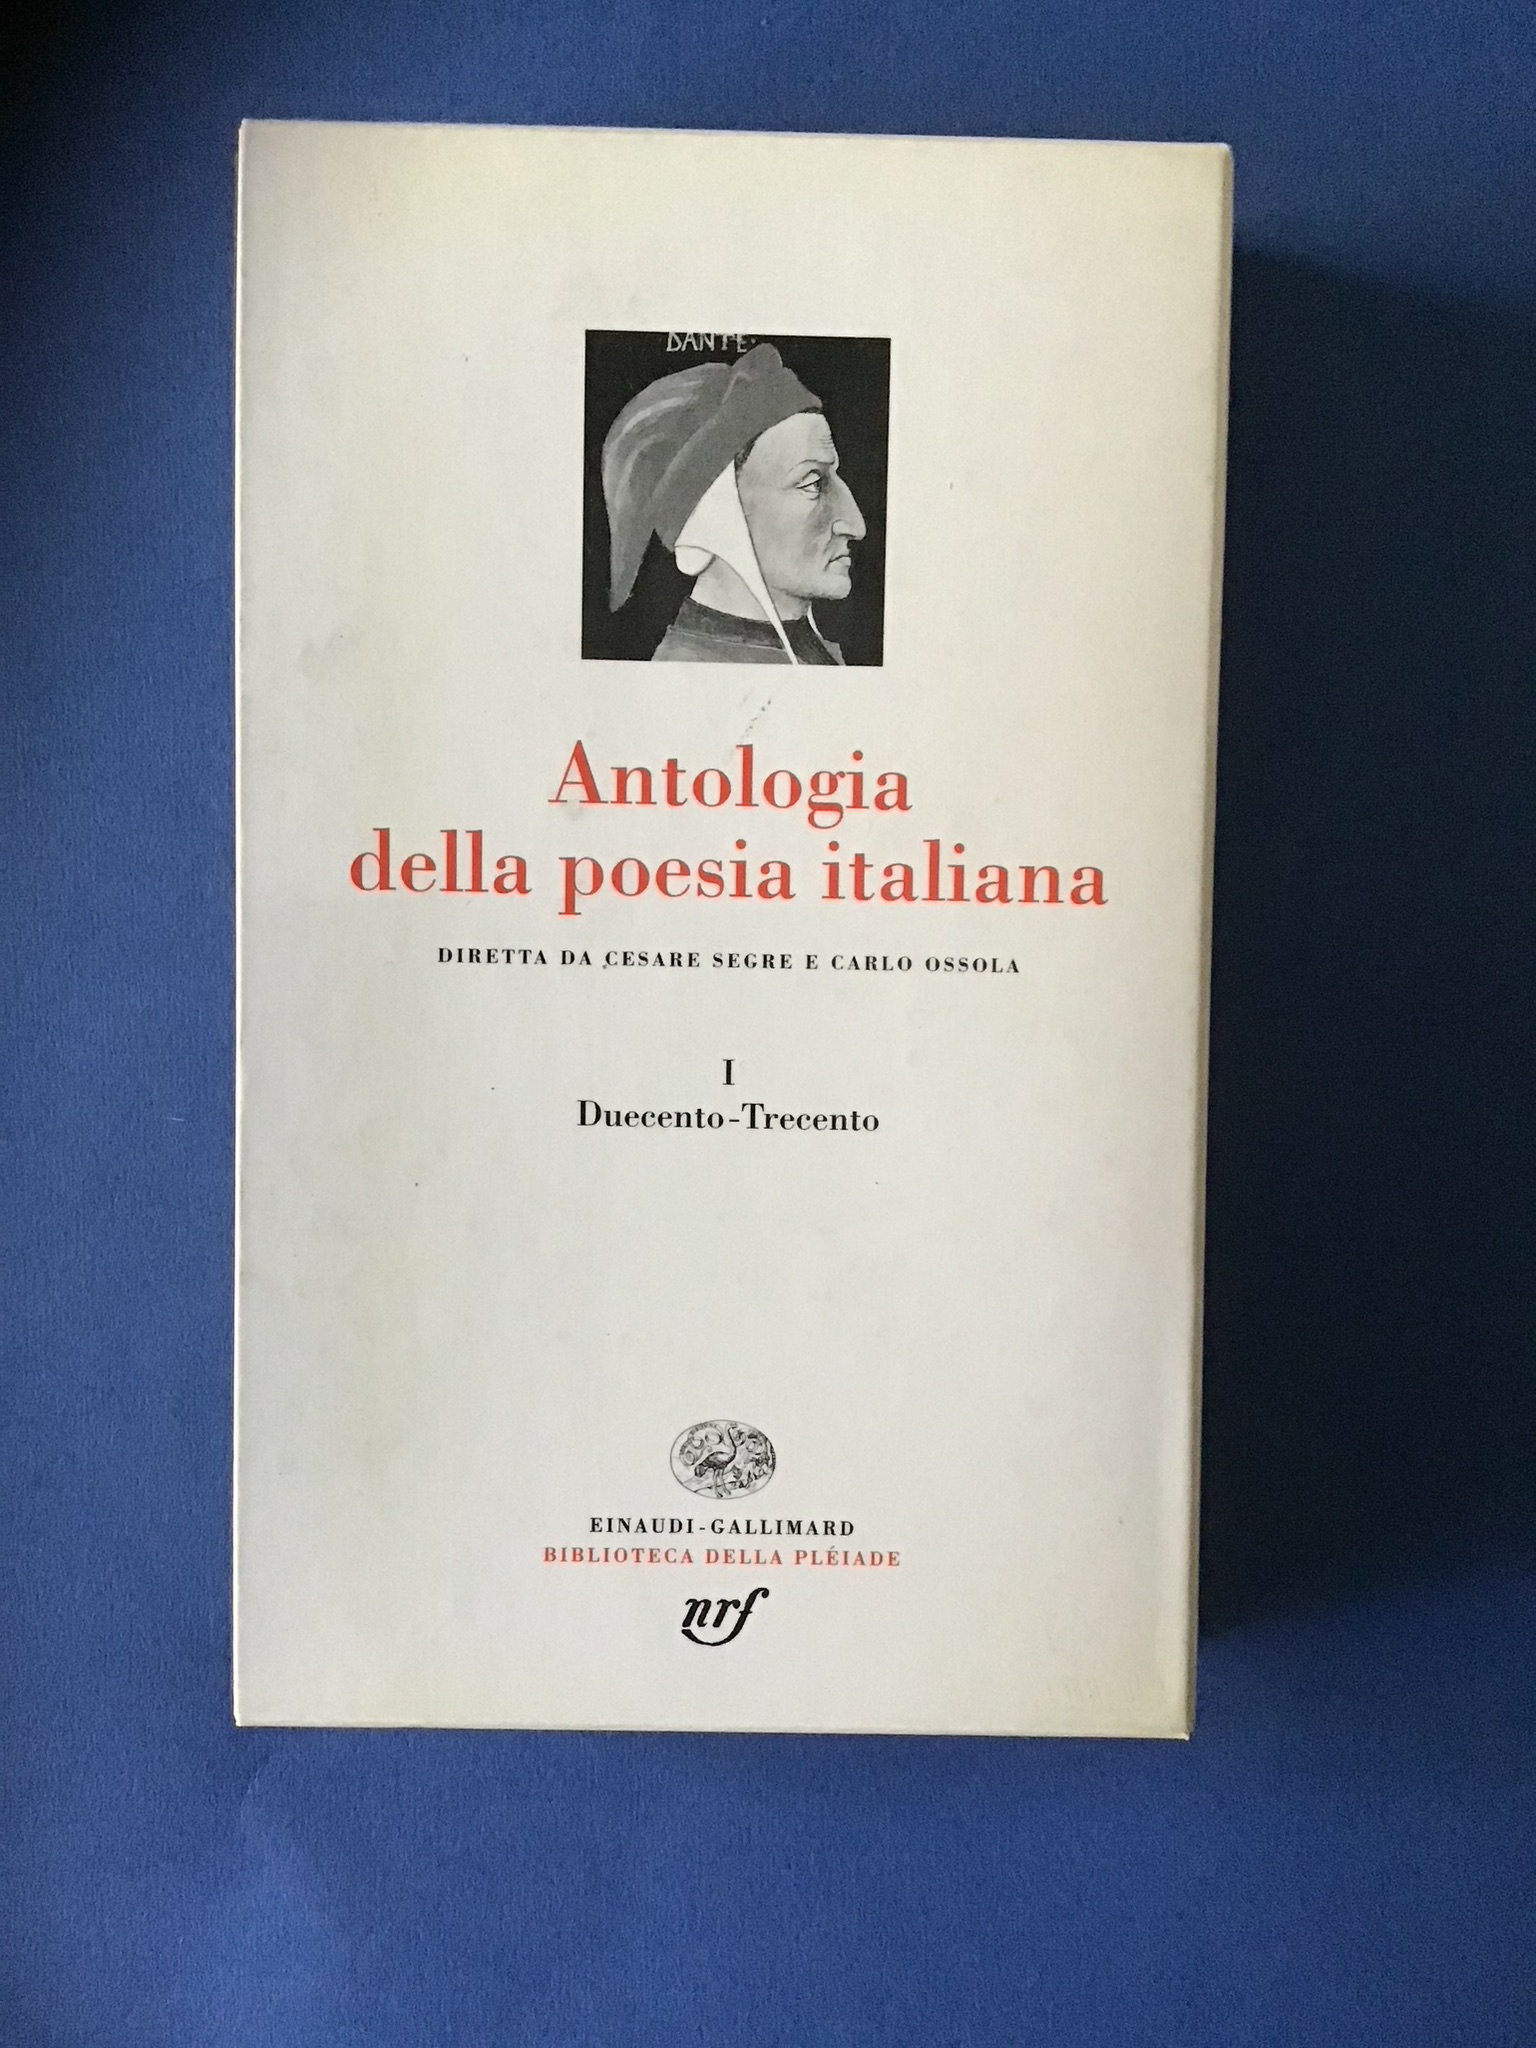 DANTE·
Antologia
della poesia italiana
DIRETTA DA CESARE SEGRE E CARLO OSSOLA
I
Duecento-Trecento
EINAUDI-GALLIMARD
BIBLIOTECA DELLA PLÉIADE
nrf